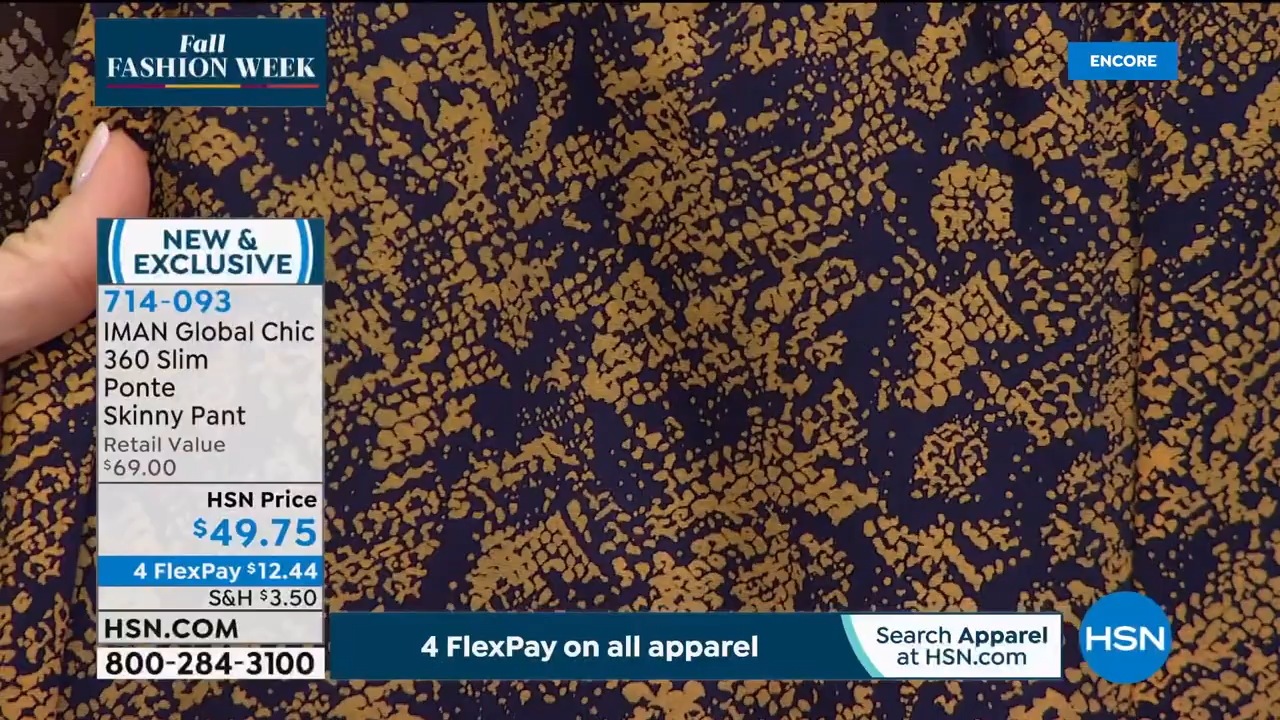 Fall
FASHION WEEK
ENCORE
NEW &
EXCLUSIVE
714-093
IMAN Global Chic
360 Slim
Ponte
Skinny Pant
Retail Value
$69.00
HSN Price
$49.75
4 FlexPay $12.44
S&H $3.50
HSN.COM
800-284-3100
4 FlexPay on all apparel
Search Apparel
at HSN.com
HSN